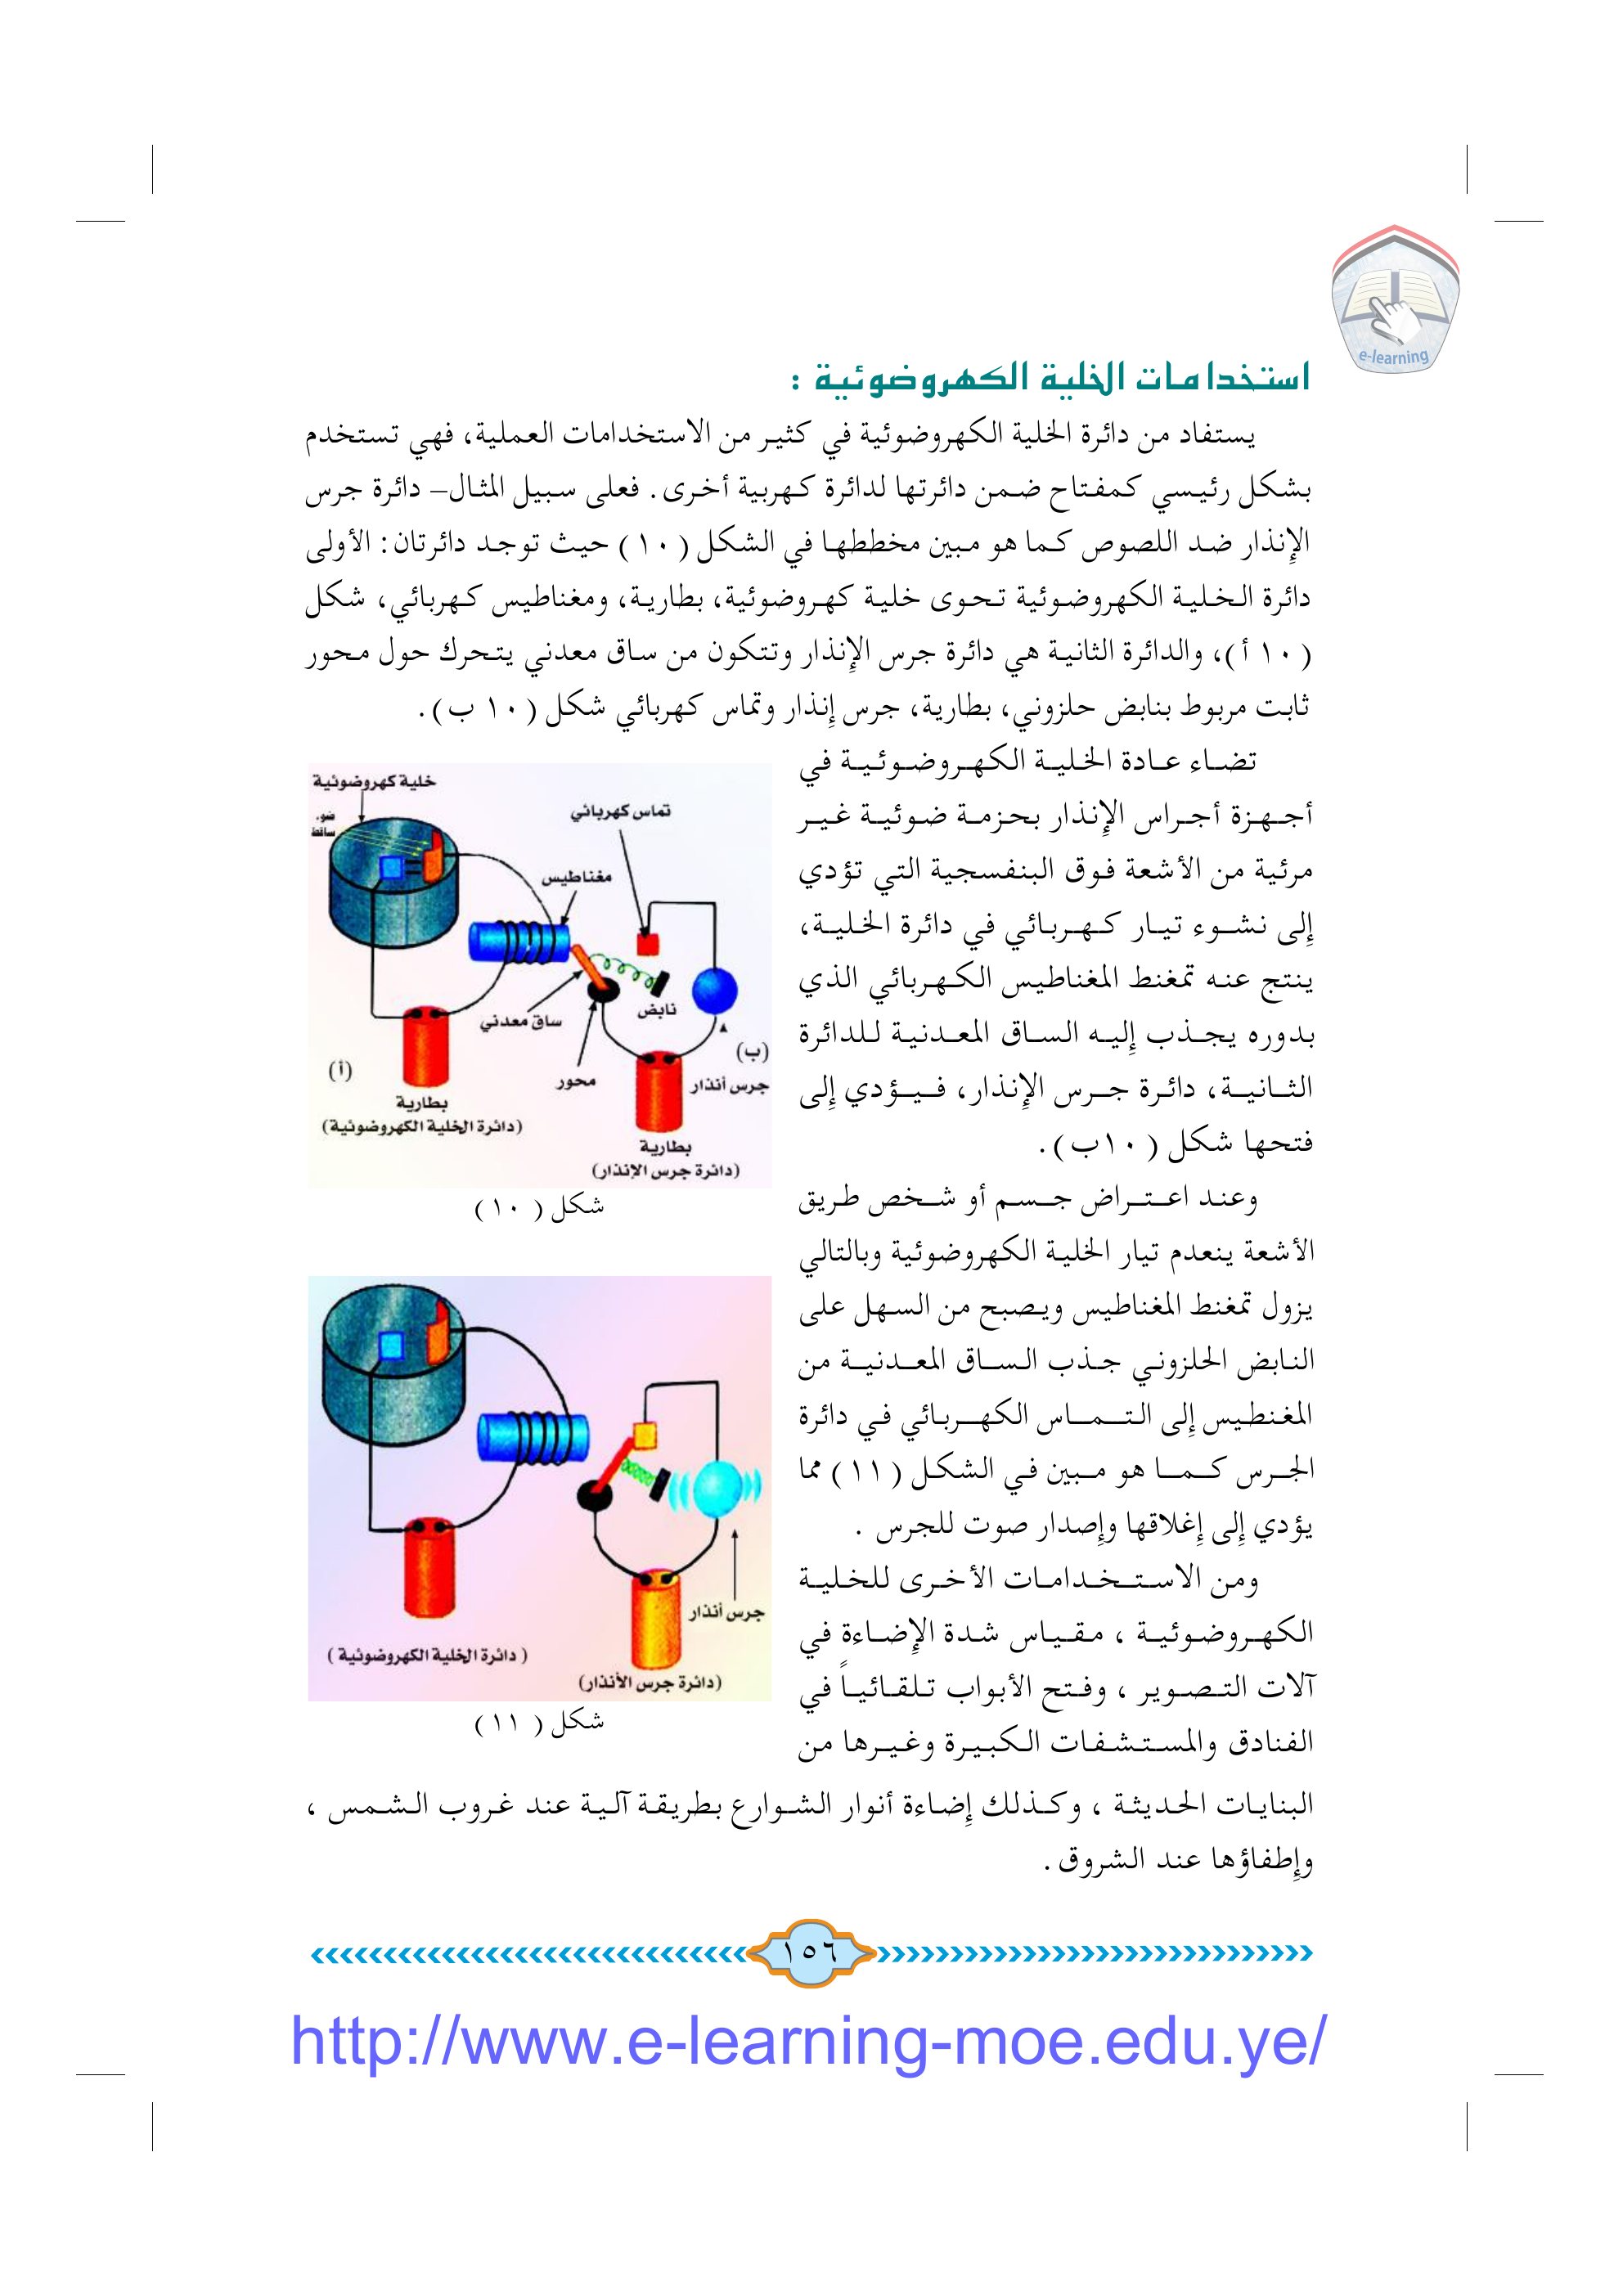 e-learning
استخدامات الخلية الكهروضوئية :
يستفاد من دائرة الخلية الكهروضوئية في كثير من الاستخدامات العملية، فهي تستخدم
بشكل رئيسي كمفتاح ضمن دائرتها لدائرة كهربية أخرى. فعلى سبيل المثال– دائرة جرس
الإنذار ضد اللصوص كما هو مبين مخططها في الشكل (١٠) حيث توجد دائرتان: الأولى
دائرة الخلية الكهروضوئية تحوى خلية كهروضوئية، بطارية، ومغناطيس كهربائي، شكل
(١٠ أ)، والدائرة الثانية هي دائرة جرس الإنذار وتتكون من ساق معدني يتحرك حول محور
ثابت مربوط بنابض حلزوني، بطارية، جرس إنذار وتماس كهربائي شكل (١٠ ب).
تضاء عادة الخلية الكهروضوئية في
أجهزة أجراس الإنذار بحزمة ضوئية غير
مرئية من الأشعة فوق البنفسجية التي تؤدي
إلى نشوء تيار كهربائي في دائرة الخلية،
ينتج عنه تمغنط المغناطيس الكهربائي الذي
بدوره يجذب إليه الساق المعدنية للدائرة
الثانية، دائرة جرس الإنذار، فيؤدي إلى
فتحها شكل (١٠ب).
وعند اعتراض جسم أو شخص طريق
الأشعة ينعدم تيار الخلية الكهروضوئية وبالتالي
يزول تمغنط المغناطيس ويصبح من السهل على
النابض الحلزوني جذب الساق المعدنية من
المغنطيس إلى التماس الكهربائي في دائرة
الجرس كما هو مبين في الشكل (١١) مما
يؤدي إلى إغلاقها وإصدار صوت للجرس .
ومن الاستخدامات الأخرى للخلية
الكهروضوئية ، مقياس شدة الإضاءة في
آلات التصوير ، وفتح الأبواب تلقائياً في
الفنادق والمستشفات الكبيرة وغيرها من
البنايات الحديثة ، وكذلك إضاءة أنوار الشوارع بطريقة آلية عند غروب الشمس ،
وإطفاؤها عند الشروق .
خلية كهروضوئية
ضوء
ساقط
تماس كهربائي
مغناطيس
نابض
ساق معدني
(ب)
(أ)
محور
جرس أنذار
بطارية
(دائرة الخلية الكهروضوئية)
بطارية
(دائرة جرس الإنذار)
شكل (١٠)
جرس أنذار
(دائرة الخلية الكهروضوئية)
(دائرة جرس الأنذار)
شكل (١١)
١٥٦
http://www.e-learning-moe.edu.ye/